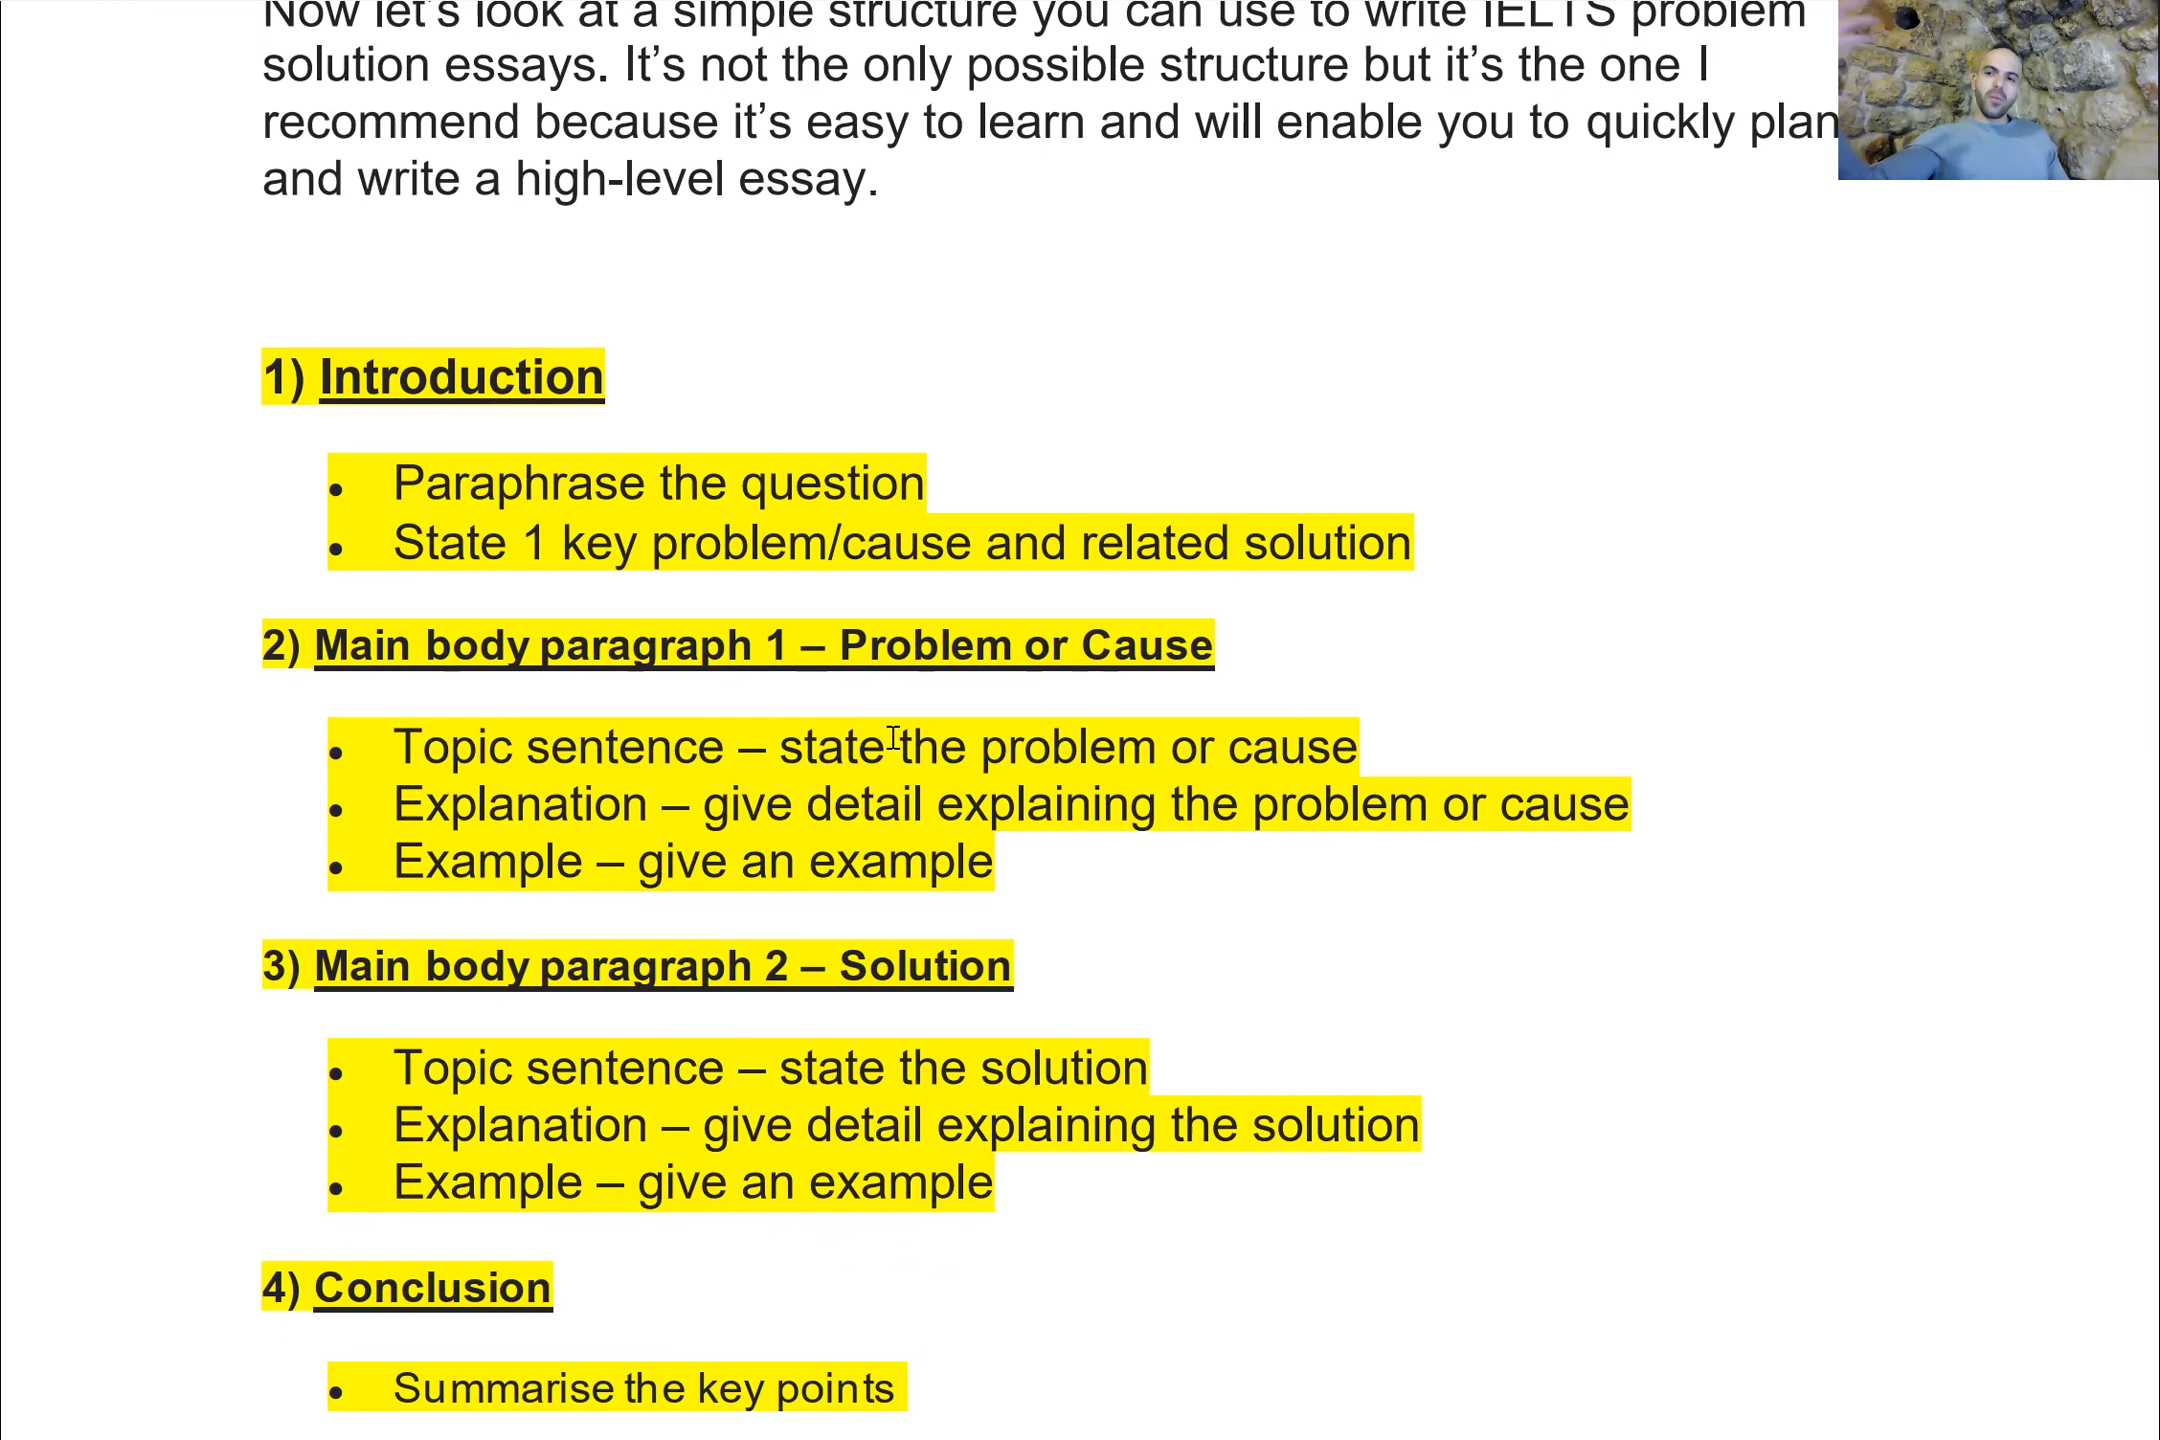 Now let's look at a simple structure you can use to write IELTS problem
solution essays. It’s not the only possible structure but it’s the one I
recommend because it’s easy to learn and will enable you to quickly plan
and write a high-level essay.
1) Introduction
• Paraphrase the question
• State 1 key problem/cause and related solution
2) Main body paragraph 1 – Problem or Cause
• Topic sentence – state the problem or cause
• Explanation – give detail explaining the problem or cause
• Example – give an example
3) Main body paragraph 2 – Solution
• Topic sentence – state the solution
• Explanation – give detail explaining the solution
• Example – give an example
4) Conclusion
• Summarise the key points